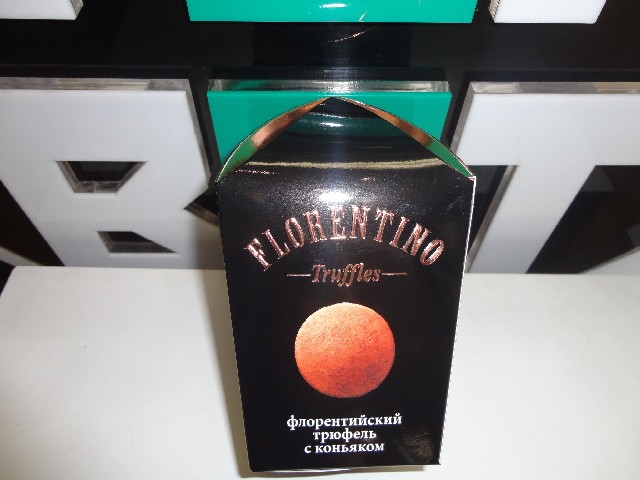 FLORENTINO
Truffles
флорентийский
трюфель
с коньяком